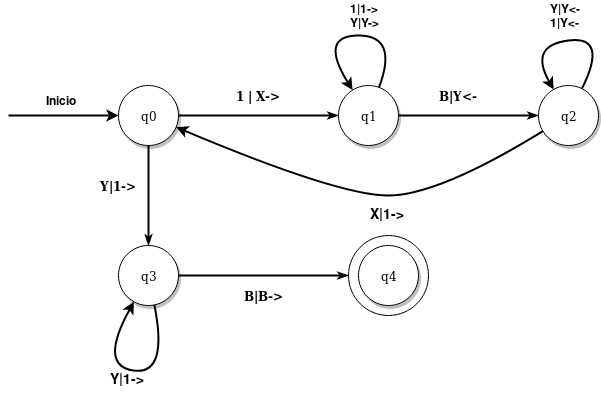 1|1->
Y|Y->
Y|Y<-
1|Y<-
Inicio
1 | X->
B|Y<-
q0
q1
q2
Y|1->
X|1->
q3
q4
B|B->
Y|1->